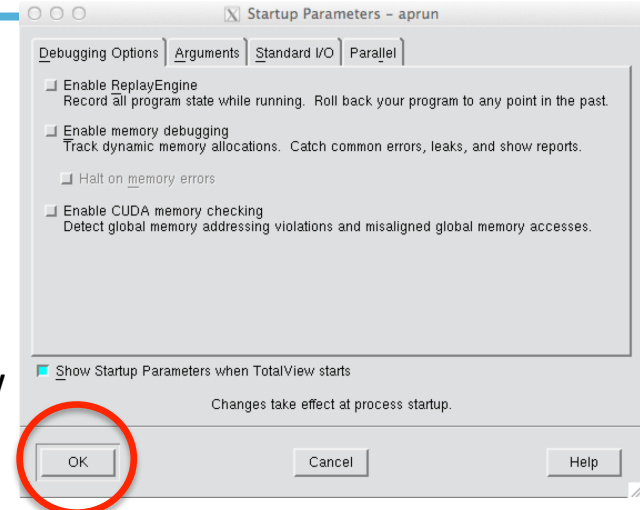 Startup Parameters - aprun
Debugging Options Arguments Standard I/O Parallel
Enable ReplayEngine
Record all program state while running. Roll back your program to any point in the past.
Enable memory debugging
Track dynamic memory allocations. Catch common errors, leaks, and show reports.
Halt on memory errors
Enable CUDA memory checking
Detect global memory addressing violations and misaligned global memory accesses.
Show Startup Parameters when TotalView starts
Changes take effect at process startup.
OK Cancel Help